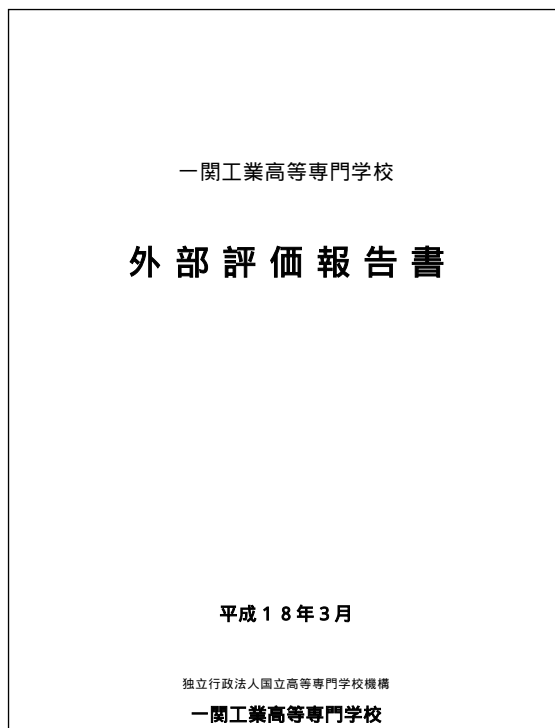 一関工業高等専門学校
外部評価報告書
平成１８年３月
独立行政法人国立高等専門学校機構
一関工業高等専門学校